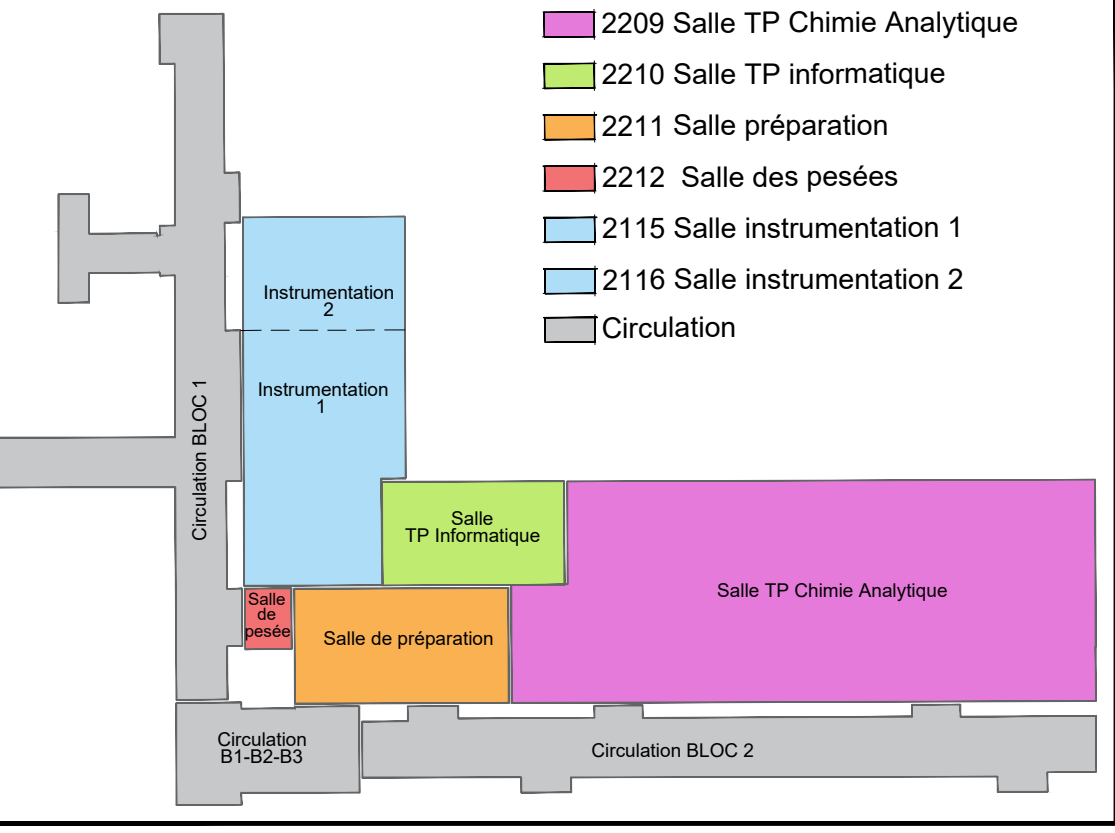 2209 Salle TP Chimie Analytique
2210 Salle TP informatique
2211 Salle préparation
2212 Salle des pesées
2115 Salle instrumentation 1
2116 Salle instrumentation 2
Circulation
Instrumentation
2
Instrumentation
1
Circulation BLOC 1
Salle
TP Informatique
Salle TP Chimie Analytique
Salle
de
pesée
Salle de préparation
Circulation
B1-B2-B3
Circulation BLOC 2